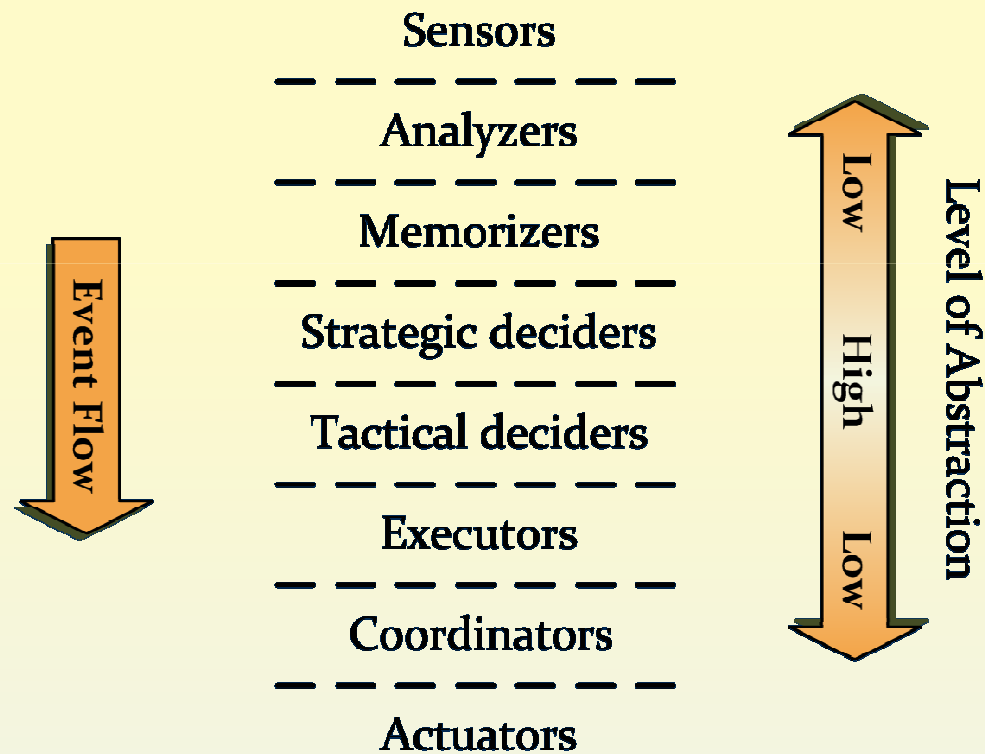 Sensors
Analyzers
Memorizers
Strategic deciders
Tactical deciders
Executors
Coordinators
Actuators
Event Flow
Low
High
Low
Level of Abstraction